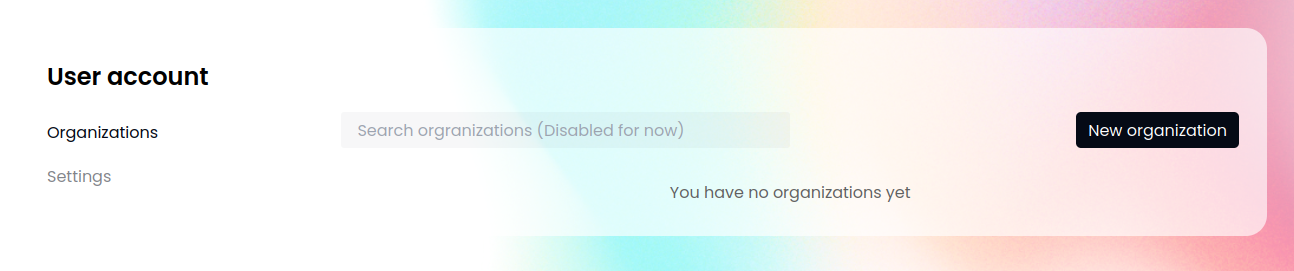 User account
Organizations
Settings
Search orgranizations (Disabled for now)
New organization
You have no organizations yet